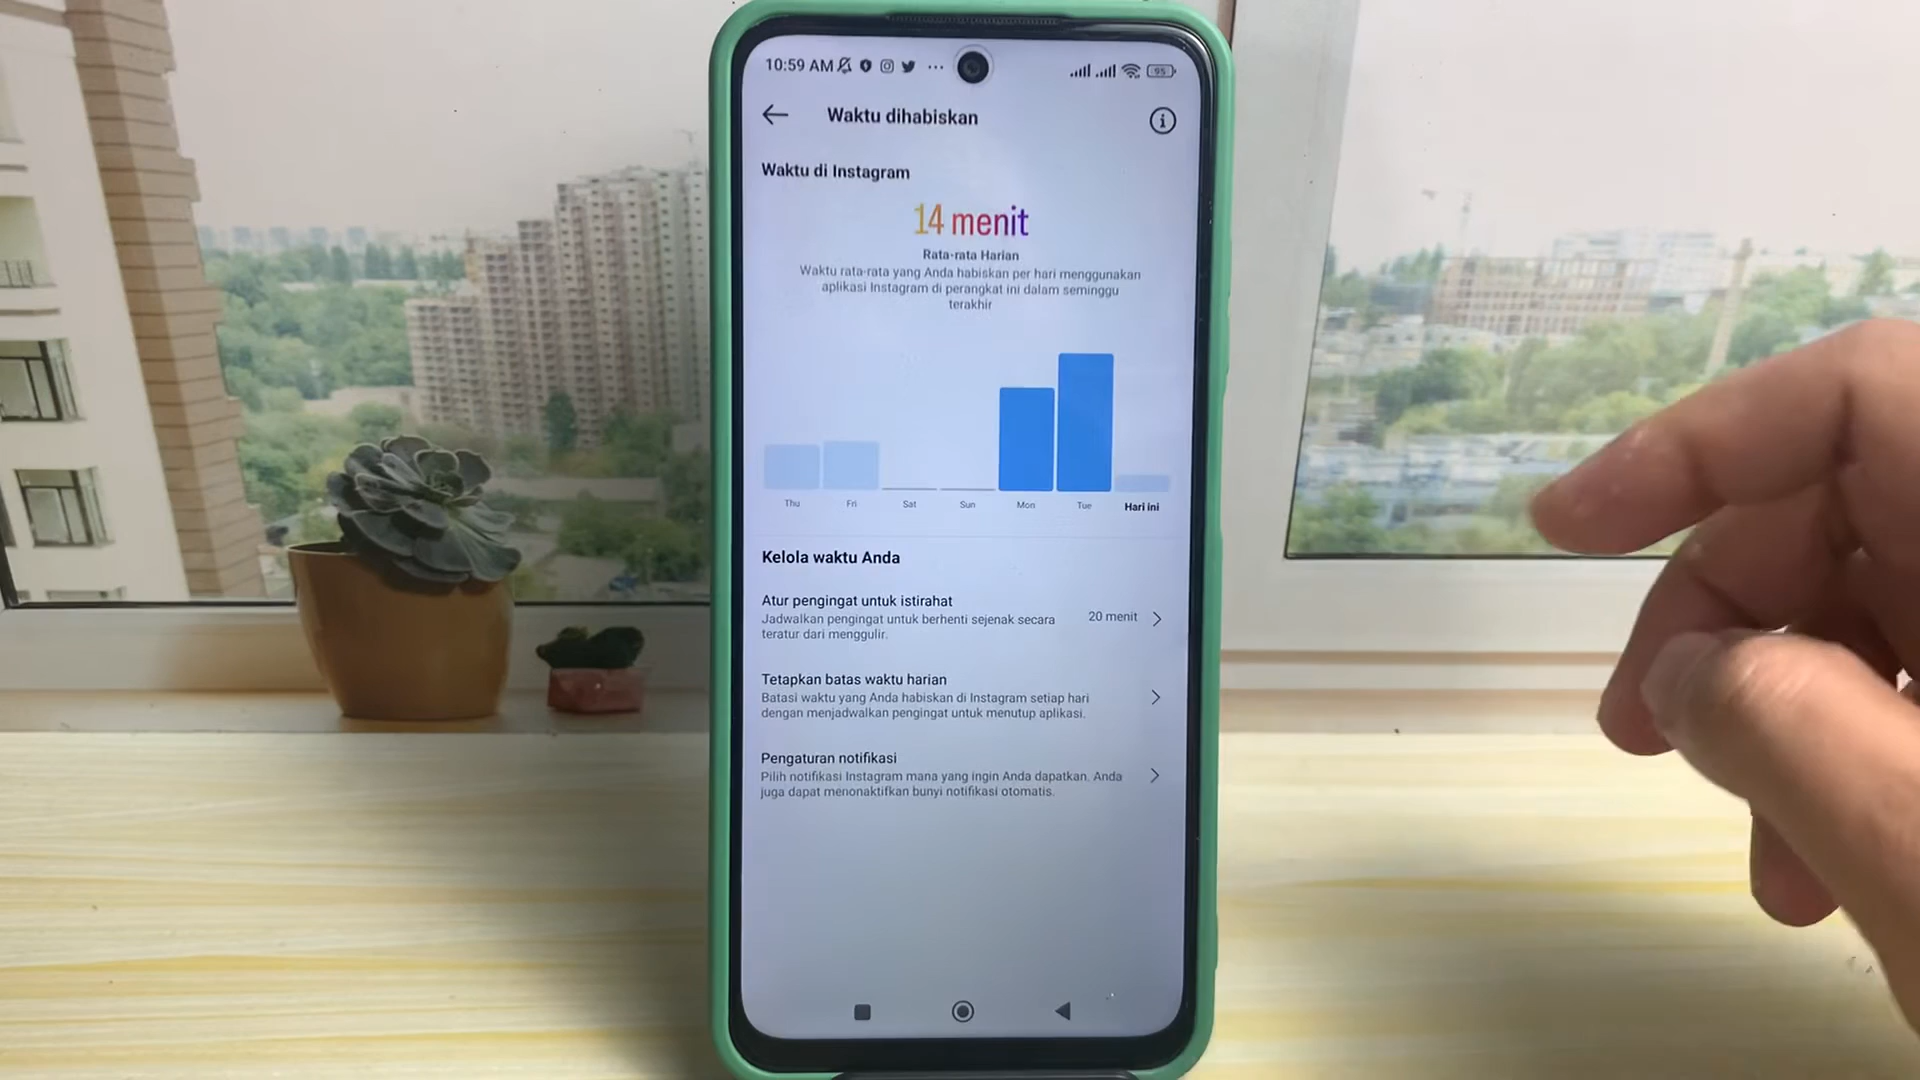 10:59 AM
95
Waktu dihabiskan
Waktu di Instagram
14 menit
Rata-rata Harian
Waktu rata-rata yang Anda habiskan per hari menggunakan
aplikasi Instagram di perangkat ini dalam seminggu
terakhir
Thu Fri Sat Sun Mon Tue Hari ini
Kelola waktu Anda
Atur pengingat untuk istirahat
Jadwalkan pengingat untuk berhenti sejenak secara
teratur dari menggulir.
20 menit
Tetapkan batas waktu harian
Batasi waktu yang Anda habiskan di Instagram setiap hari
dengan menjadwalkan pengingat untuk menutup aplikasi.
Pengaturan notifikasi
Pilih notifikasi Instagram mana yang ingin Anda dapatkan. Anda
juga dapat menonaktifkan bunyi notifikasi otomatis.